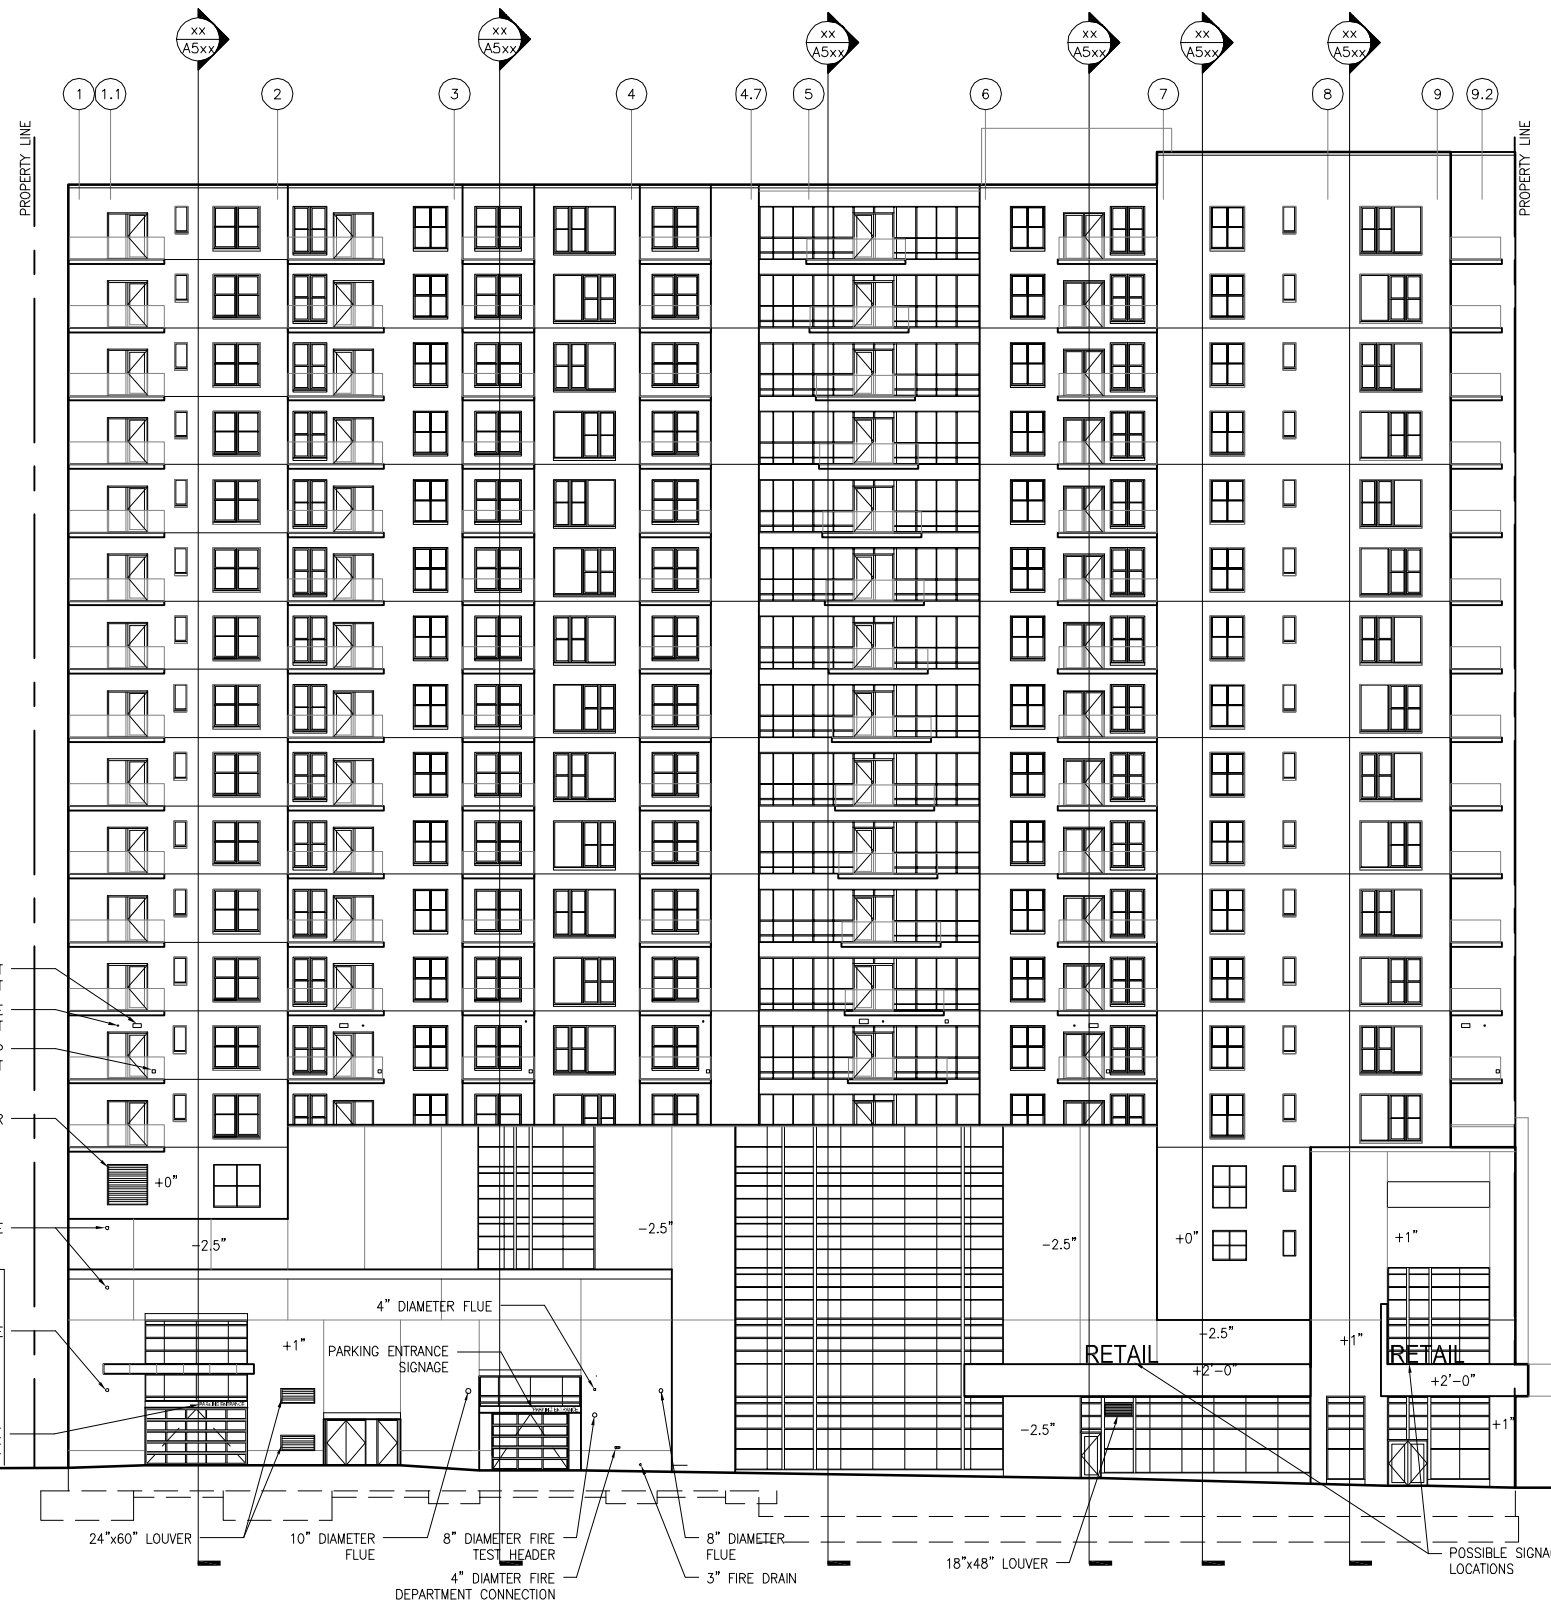 xx
A5xx
xx
A5xx
xx
A5xx
xx
A5xx
xx
A5xx
xx
A5xx
1
1.1
2
3
4
4.7
5
6
7
8
9
9.2
PROPERTY LINE
PROPERTY LINE
T
T
E
T
T
R
+0"
E
-2.5"
-2.5"
-2.5"
+0"
+1"
4" DIAMETER FLUE
E
+1"
PARKING ENTRANCE
SIGNAGE
-2.5"
RETAIL
+2'-0"
+1"
RETAIL
+2'-0"
PARKING ENTRANCE
PARKING ENTRANCE
-2.5"
+1"
24"x60" LOUVER
10" DIAMETER
FLUE
8" DIAMETER FIRE
TEST HEADER
8" DIAMETER
FLUE
4" DIAMTER FIRE
DEPARTMENT CONNECTION
3" FIRE DRAIN
18"x48" LOUVER
POSSIBLE SIGNA
LOCATIONS